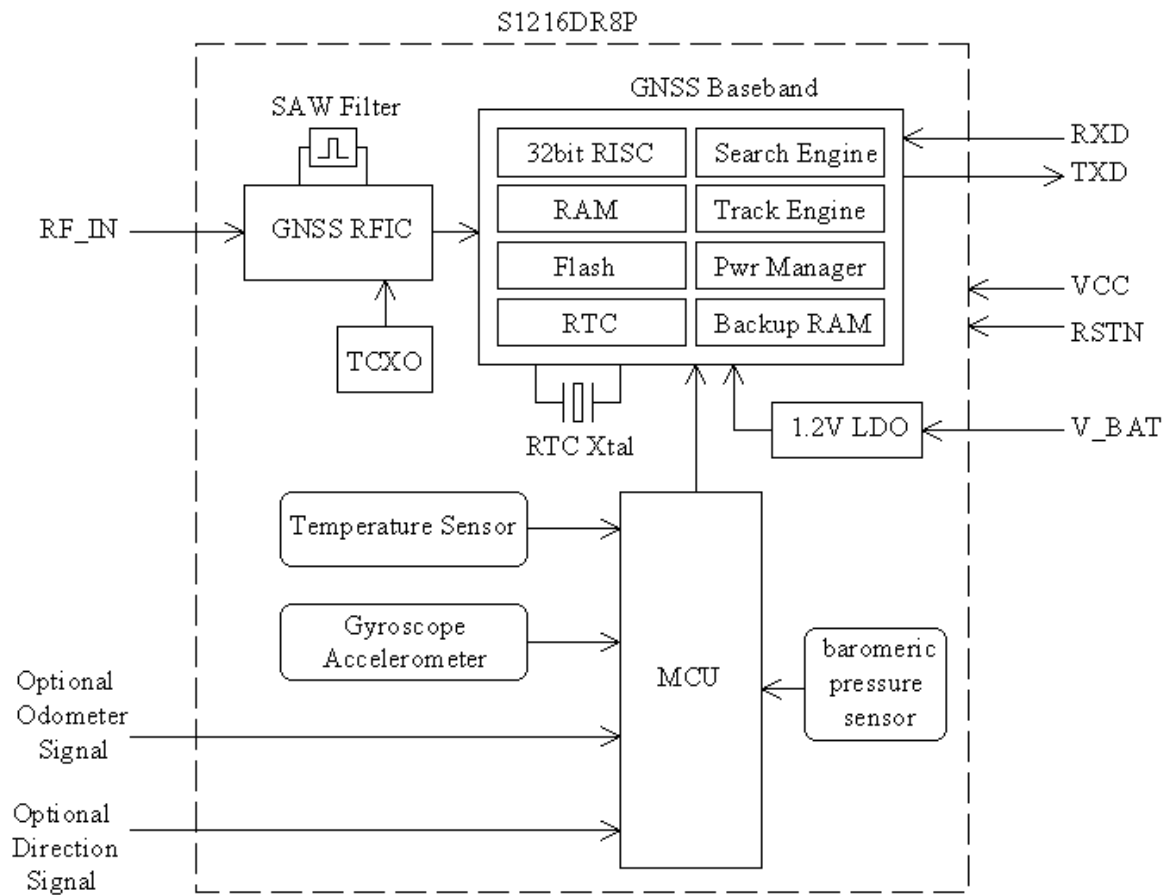 S1216DR8P
GNSS Baseband
SAW Filter
32bit RISC
Search Engine
RXD
TXD
RAM
Track Engine
RF_IN
GNSS RFIC
Flash
Pwr Manager
VCC
RTC
Backup RAM
RSTN
TCXO
1.2V LDO
V_BAT
RTC Xtal
Temperature Sensor
Gyroscope
Accelerometer
MCU
baromeric
pressure
sensor
Optional
Odometer
Signal
Optional
Direction
Signal